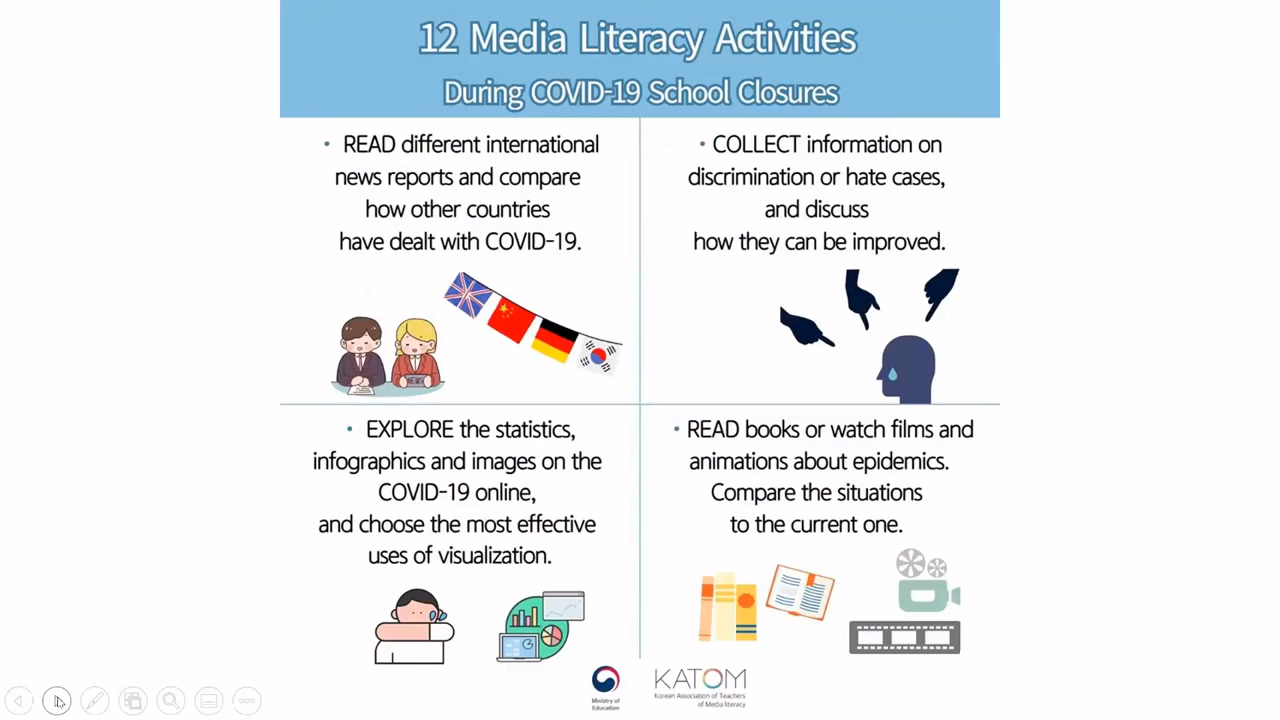 12 Media Literacy Activities
During COVID-19 School Closures
• READ different international
news reports and compare
how other countries
have dealt with COVID-19.
NEWS
• COLLECT information on
discrimination or hate cases,
and discuss
how they can be improved.
• EXPLORE the statistics,
infographics and images on the
COVID-19 online,
and choose the most effective
uses of visualization.
• READ books or watch films and
animations about epidemics.
Compare the situations
to the current one.
Ministry of
Education
KATOM
Korean Association of Teachers
of Media literacy